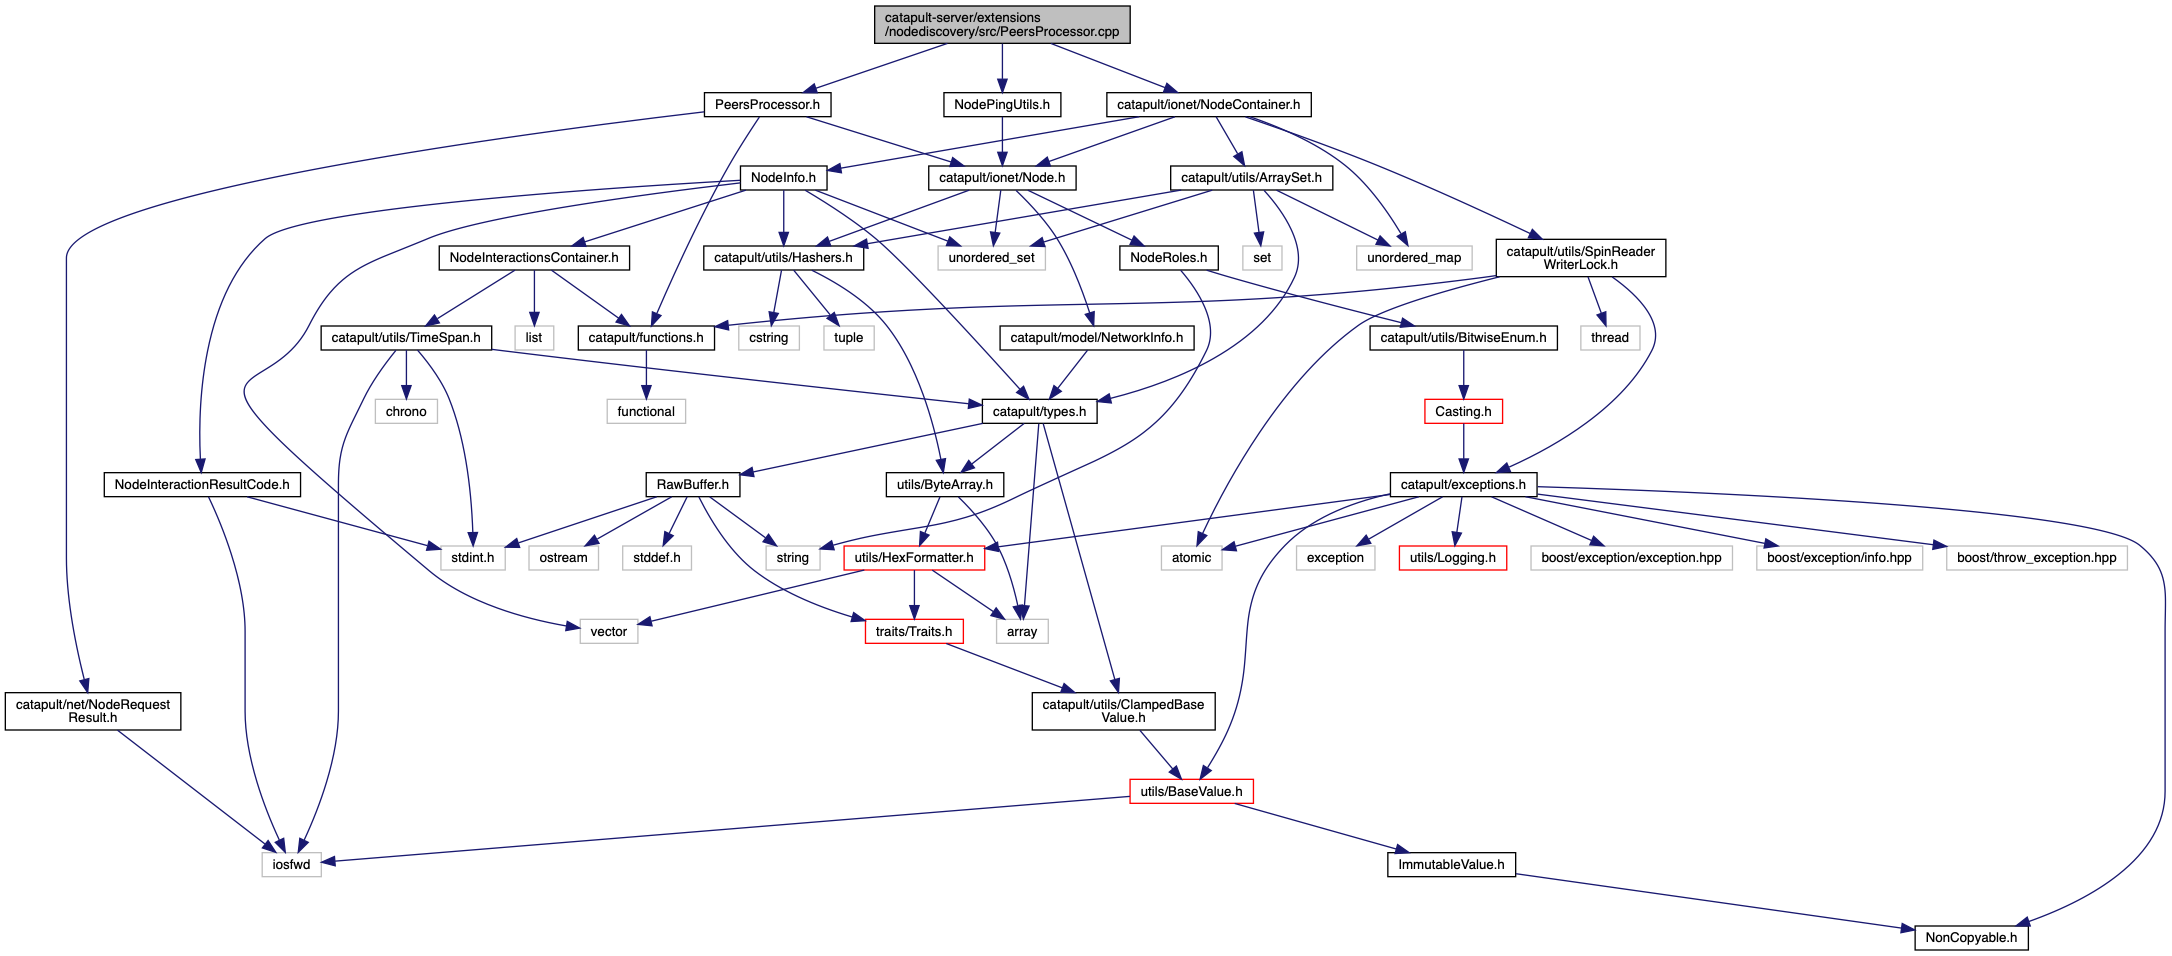 catapult-server/extensions
/nodediscovery/src/PeersProcessor.cpp
PeersProcessor.h
NodePingUtils.h
catapult/ionet/NodeContainer.h
NodeInfo.h
catapult/ionet/Node.h
catapult/utils/ArraySet.h
NodeInteractionsContainer.h
catapult/utils/Hashers.h
unordered_set
NodeRoles.h
set
unordered_map
catapult/utils/SpinReader
WriterLock.h
catapult/utils/TimeSpan.h
list
catapult/functions.h
cstring
tuple
catapult/model/NetworkInfo.h
catapult/utils/BitwiseEnum.h
thread
chrono
functional
catapult/types.h
Casting.h
NodeInteractionResultCode.h
RawBuffer.h
utils/ByteArray.h
catapult/exceptions.h
stdint.h
ostream
stddef.h
string
utils/HexFormatter.h
atomic
exception
utils/Logging.h
boost/exception/exception.hpp
boost/exception/info.hpp
boost/throw_exception.hpp
vector
traits/Traits.h
array
catapult/net/NodeRequest
Result.h
catapult/utils/ClampedBase
Value.h
utils/BaseValue.h
iosfwd
ImmutableValue.h
NonCopyable.h